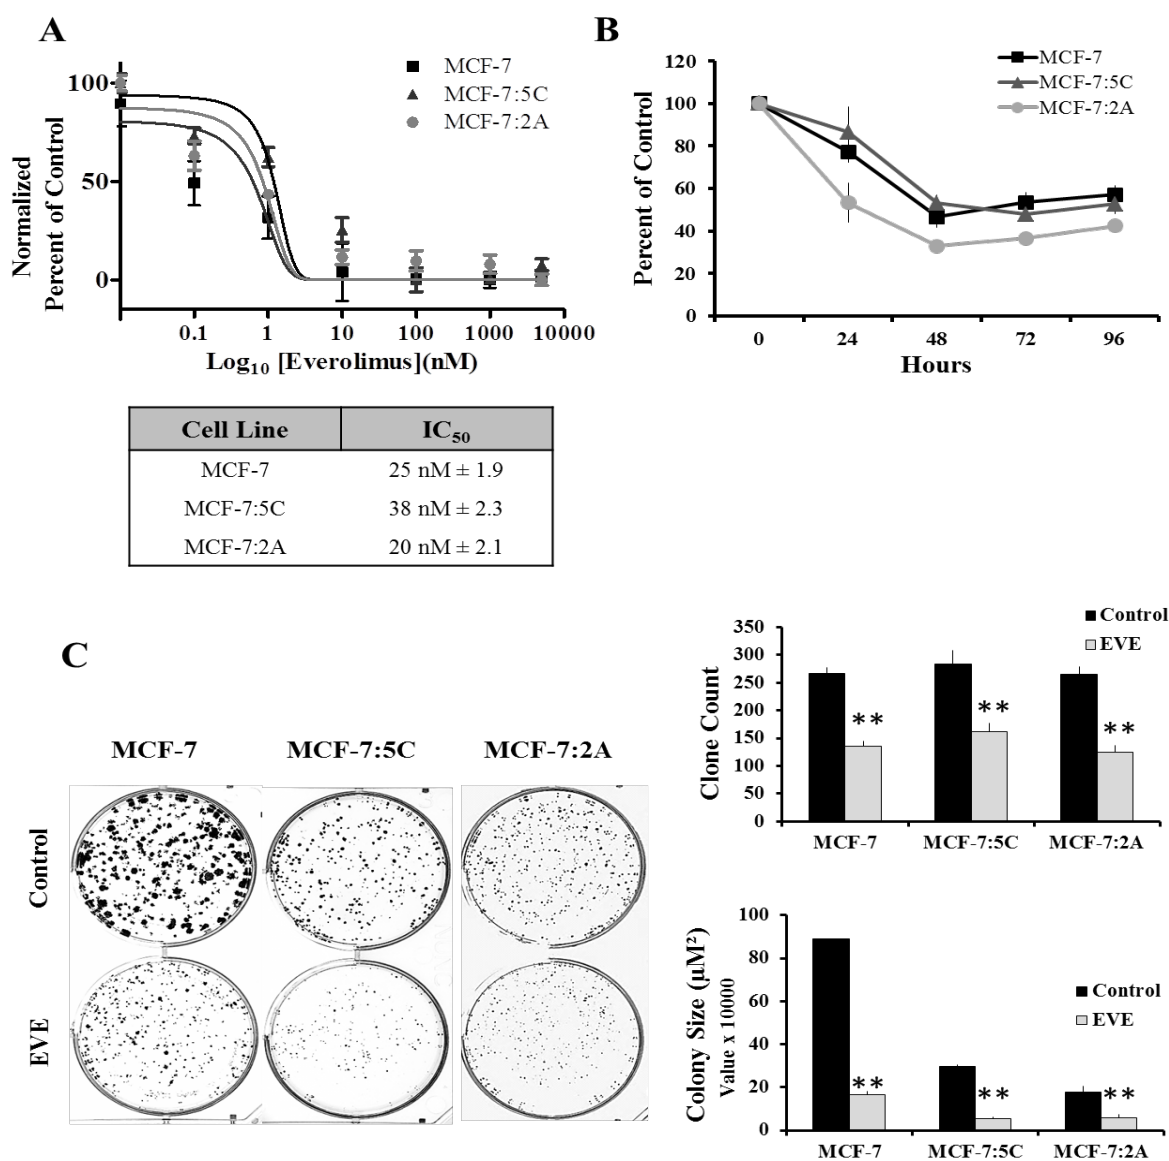 A
MCF-7
MCF-7:5C
MCF-7:2A
Normalized
Percent of Control
100
50
0
0.1 1 10 100 1000 10000
Log₁₀ [Everolimus](nM)
Cell Line IC₅₀
MCF-7 25 nM ± 1.9
MCF-7:5C 38 nM ± 2.3
MCF-7:2A 20 nM ± 2.1
B
MCF-7
MCF-7:5C
MCF-7:2A
Percent of Control
120
100
80
60
40
20
0
0 24 48 72 96
Hours
C
MCF-7 MCF-7:5C MCF-7:2A
Control
EVE
Control
EVE
Clone Count
350
300
250
200
150
100
50
0
** ** **
MCF-7 MCF-7:5C MCF-7:2A
Control
EVE
Colony Size (µM²)
Value x 10000
100
80
60
40
20
0
** ** **
MCF-7 MCF-7:5C MCF-7:2A